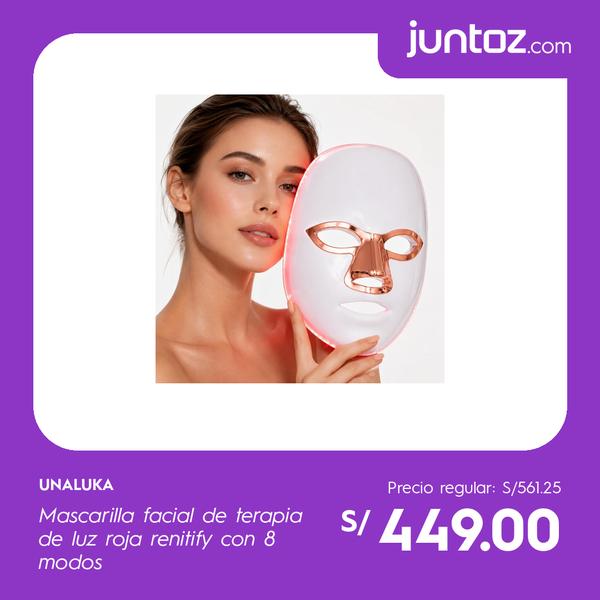 juntoz.com
UNALUKA
Mascarilla facial de terapia
de luz roja renitify con 8
modos
Precio regular: S/561.25
S/ 449.00